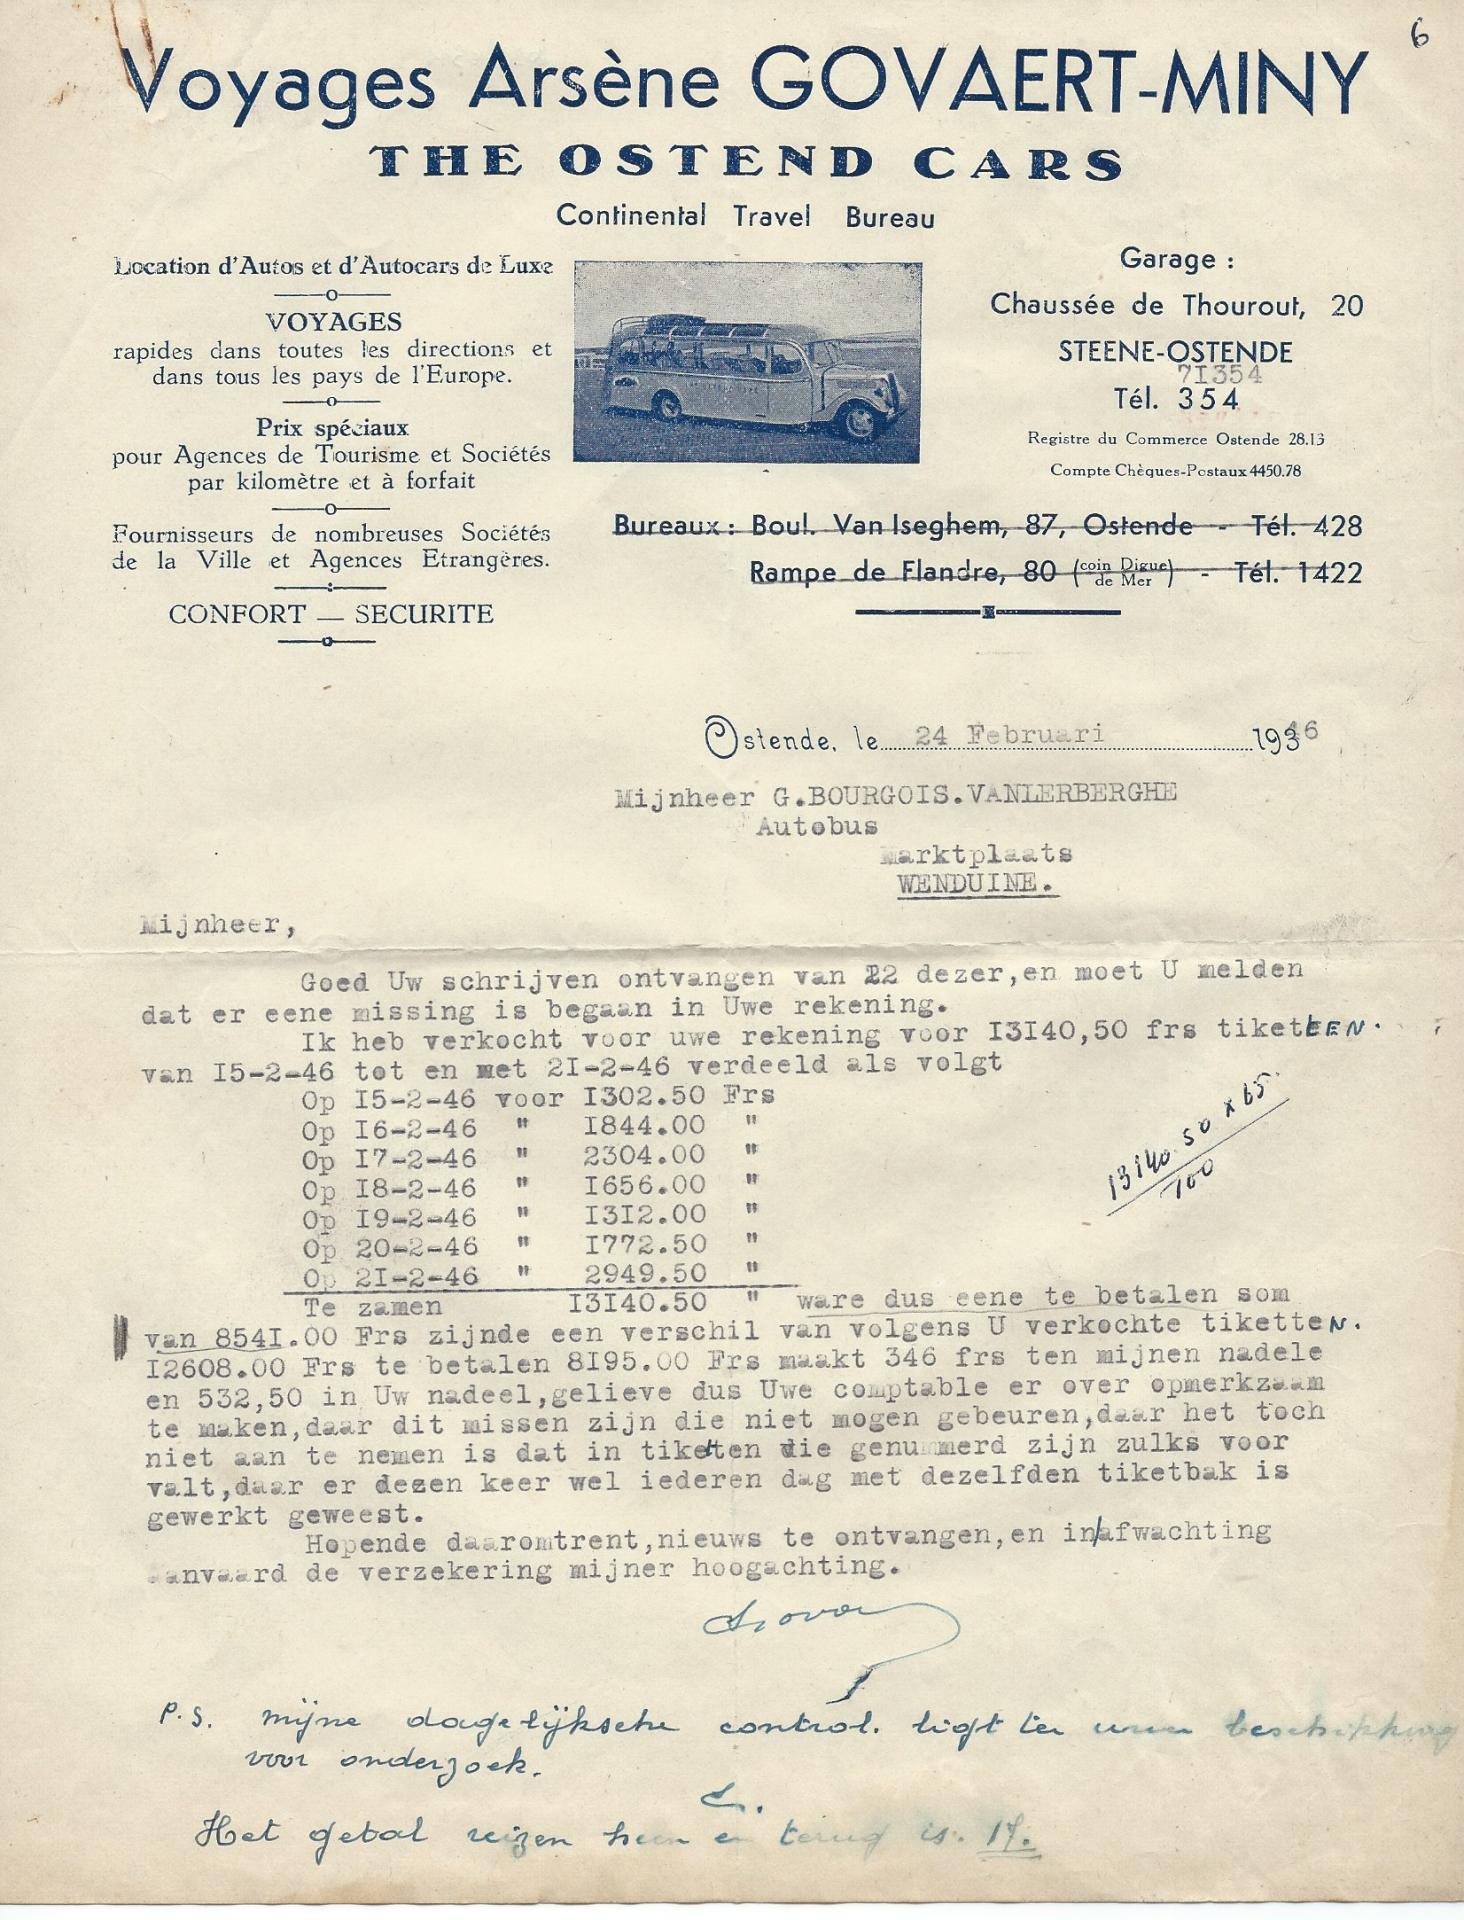 6
Voyages Arsène GOVAERT-MINY
THE OSTEND CARS
Continental Travel Bureau
Location d'Autos et d'Autocars de Luxe
VOYAGES
rapides dans toutes les directions et
dans tous les pays de l'Europe.
Prix spéciaux
pour Agences de Tourisme et Sociétés
par kilomètre et à forfait
Fournisseurs de nombreuses Sociétés
de la Ville et Agences Etrangères.
CONFORT — SECURITE
Garage :
Chaussée de Thourout, 20
STEENE-OSTENDE
71354
Tél. 354
Registre du Commerce Ostende 28.13
Compte Chèques-Postaux 4450.78
Bureaux : Boul. Van Iseghem, 87, Ostende - Tél. 428
Rampe de Flandre, 80 (coin Digue de Mer) - Tél. 1422
Ostende, le 24 Februari 1946
Mijnheer G.BOURGOIS.VANLERBERGHE
Autobus
Marktplaats
WENDUINE.
Mijnheer,
Goed Uw schrijven ontvangen van 22 dezer,en moet U melden
dat er eene missing is begaan in Uwe rekening.
Ik heb verkocht voor uwe rekening voor I3I40,50 frs tiketTEN.
van I5-2-46 tot en met 2I-2-46 verdeeld als volgt
Op I5-2-46 voor I302.50 Frs
Op I6-2-46 " I844.00 "
Op I7-2-46 " 2304.00 "
Op I8-2-46 " I656.00 "
Op I9-2-46 " I3I2.00 "
Op 20-2-46 " I772.50 "
Op 2I-2-46 " 2949.50 "
13140.50 x 65
100
Te zamen I3I40.50 " ware dus eene te betalen som
van 854I.00 Frs zijnde een verschil van volgens U verkochte tiketteN.
I2608.00 Frs te betalen 8I95.00 Frs maakt 346 frs ten mijnen nadele
en 532,50 in Uw nadeel,gelieve dus Uwe comptable er over opmerkzaam
te maken,daar dit missen zijn die niet mogen gebeuren,daar het toch
niet aan te nemen is dat in tiketten die genummerd zijn zulks voor
valt,daar er dezen keer wel iederen dag met dezelfden tiketbak is
gewerkt geweest.
Hopende daaromtrent,nieuws te ontvangen,en in/afwachting
aanvaard de verzekering mijner hoogachting.
P.S. Mijne dagelijksche control. ligt ter uwer beschikking
voor onderzoek.
Het getal reizen heen en terug is. 17.